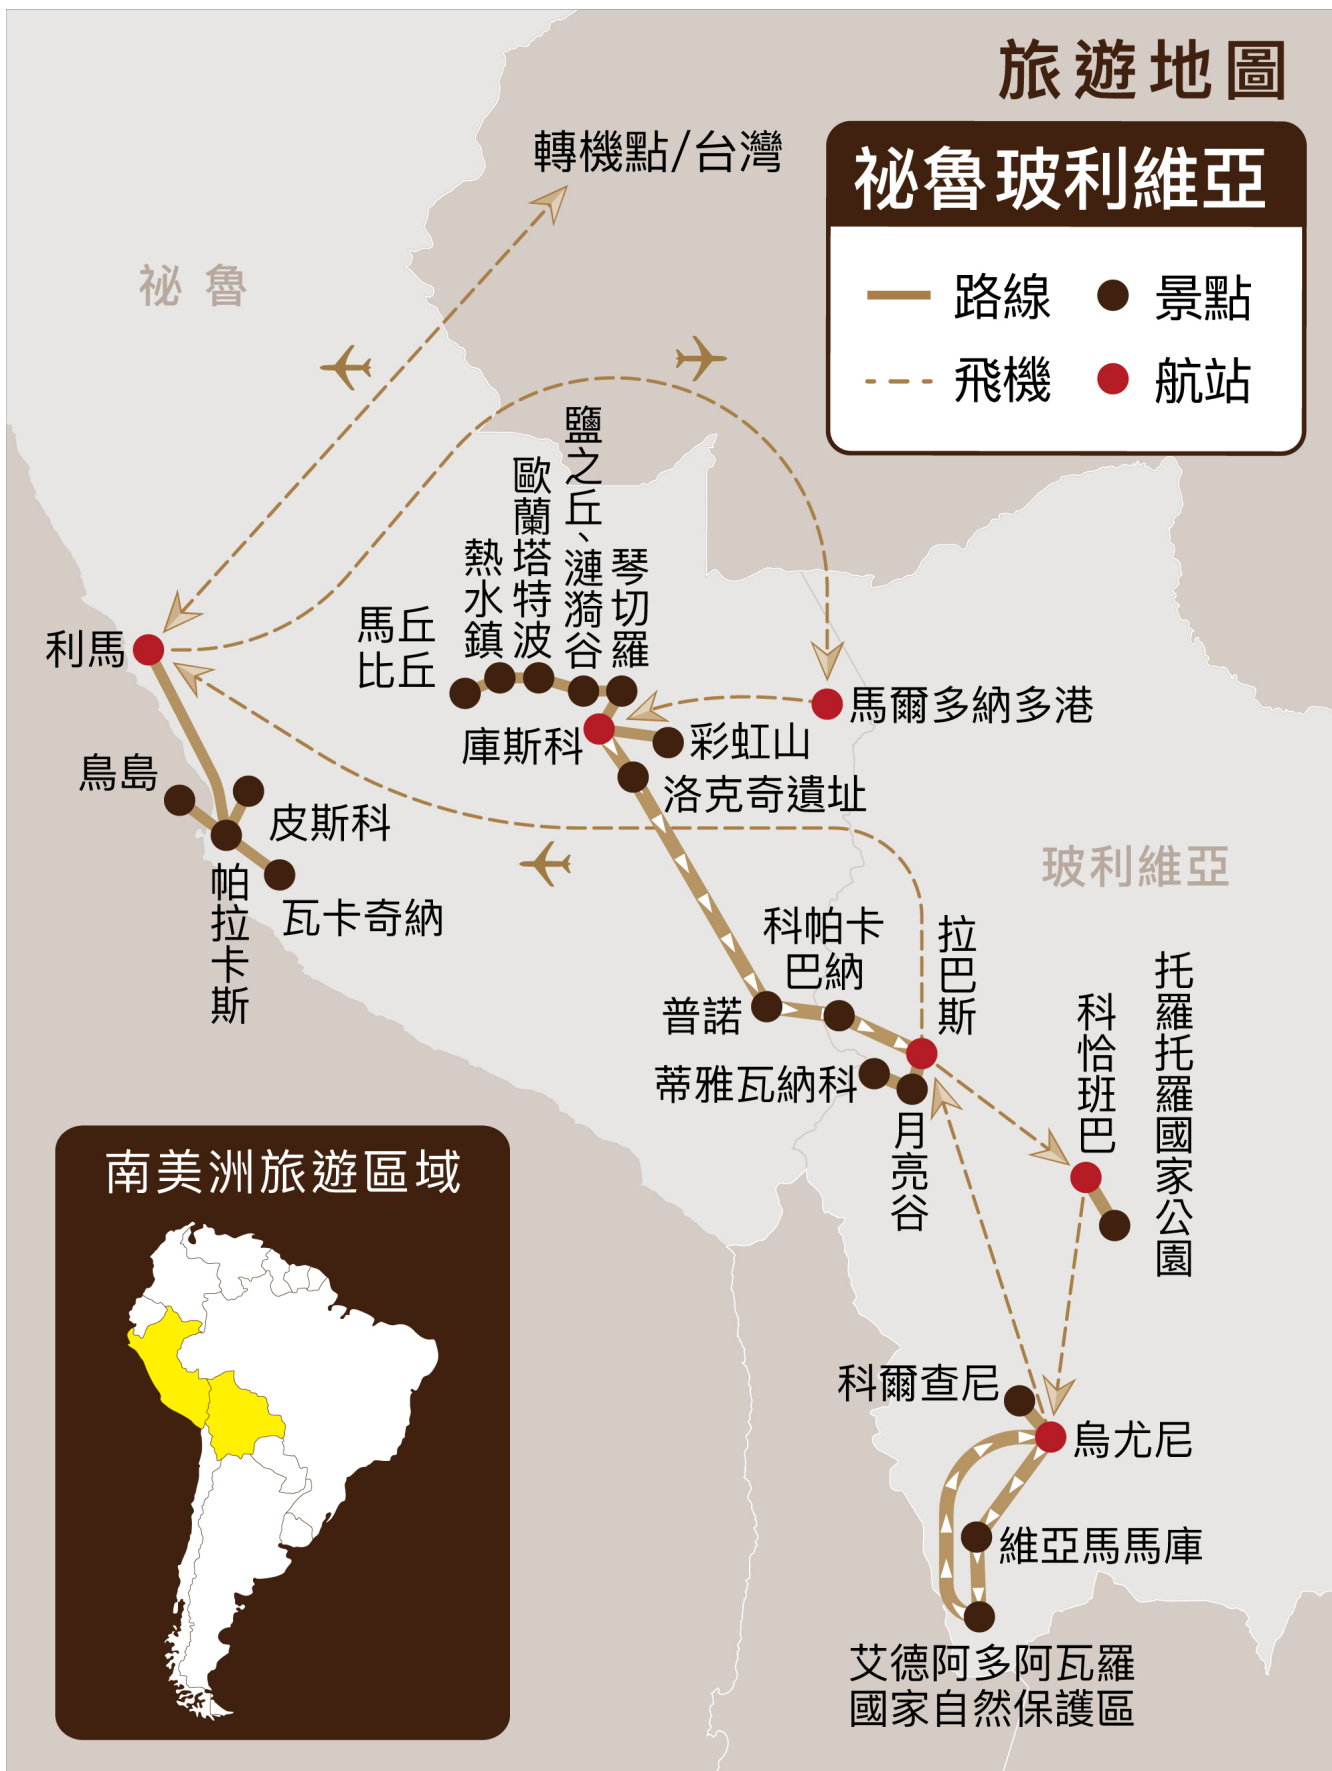 旅遊地圖
祕魯玻利維亞
路線
景點
飛機
航站
轉機點/台灣
祕魯
鹽之丘、漣漪谷
歐蘭塔特波
熱水鎮
琴切羅
馬丘
比丘
利馬
馬爾多納多港
庫斯科
彩虹山
洛克奇遺址
鳥島
皮斯科
帕拉卡斯
瓦卡奇納
玻利維亞
科帕卡
巴納
拉巴斯
普諾
蒂雅瓦納科
月亮谷
科恰班巴
托羅托羅國家公園
南美洲旅遊區域
科爾查尼
烏尤尼
維亞馬馬庫
艾德阿多阿瓦羅
國家自然保護區